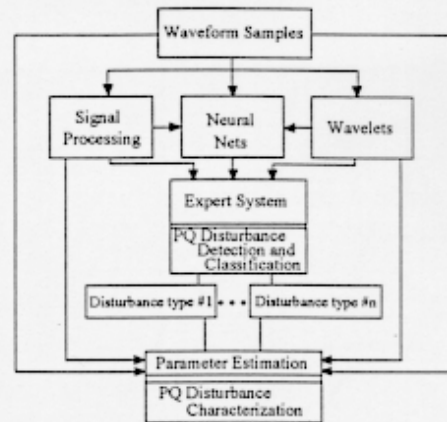 Waveform Samples
Signal
Processing
Neural
Nets
Wavelets
Expert System
PQ Disturbance
Detection and
Classification
Disturbance type #1
• • •
Disturbance type #n
Parameter Estimation
PQ Disturbance
Characterization